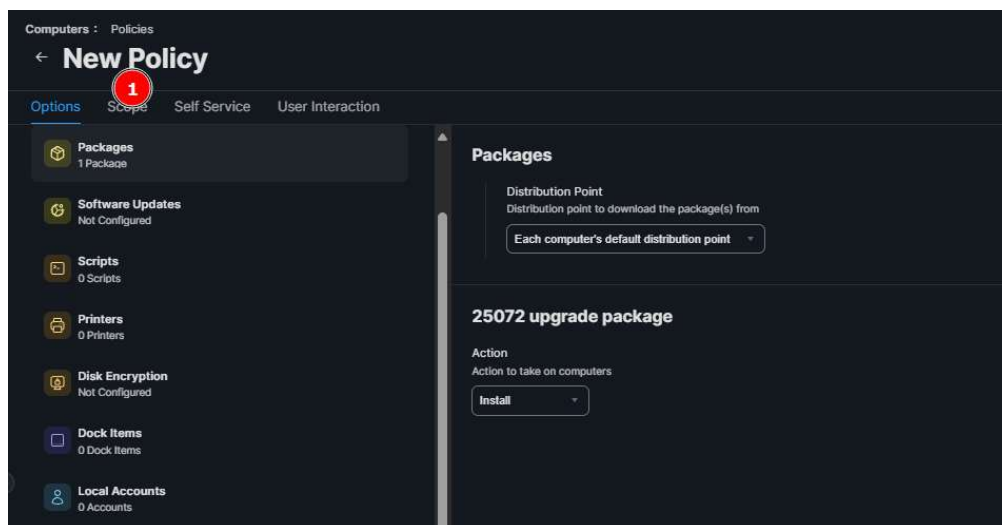 Computers : Policies
← New Policy
1
Options Scope Self Service User Interaction
Packages
1 Package
Software Updates
Not Configured
Scripts
0 Scripts
Printers
0 Printers
Disk Encryption
Not Configured
Dock Items
0 Dock Items
Local Accounts
0 Accounts
Packages
Distribution Point
Distribution point to download the package(s) from
Each computer's default distribution point
25072 upgrade package
Action
Action to take on computers
Install